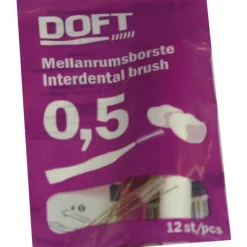 DOFT
Mellanrumsborste
Interdental brush
0,5
12 st/pcs